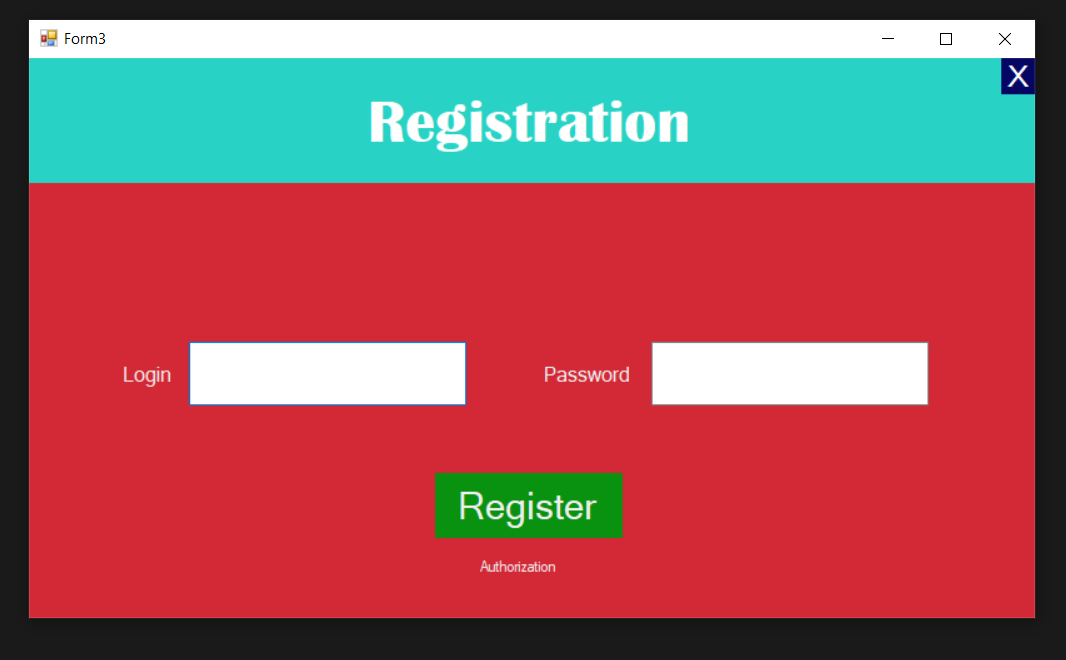 Form3
X
Registration
Login
Password
Register
Authorization